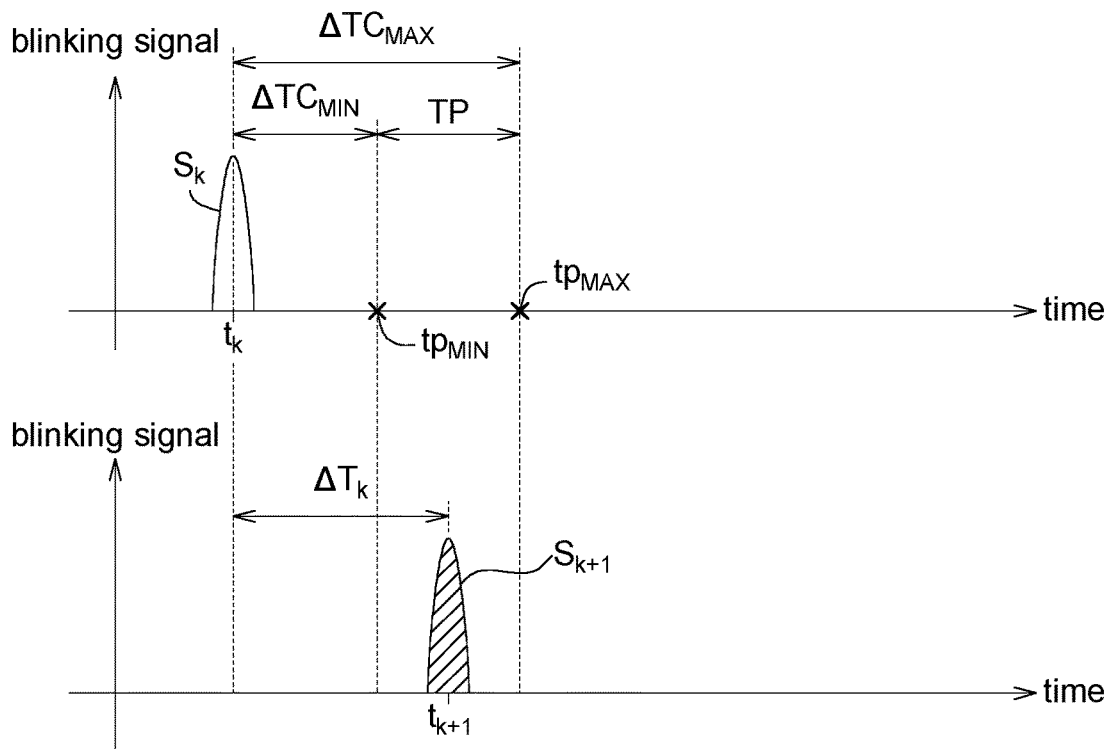 blinking signal
ΔTC_MAX
ΔTC_MIN
TP
S_k
tp_MAX
time
t_k
tp_MIN
blinking signal
ΔT_k
S_k+1
time
t_k+1